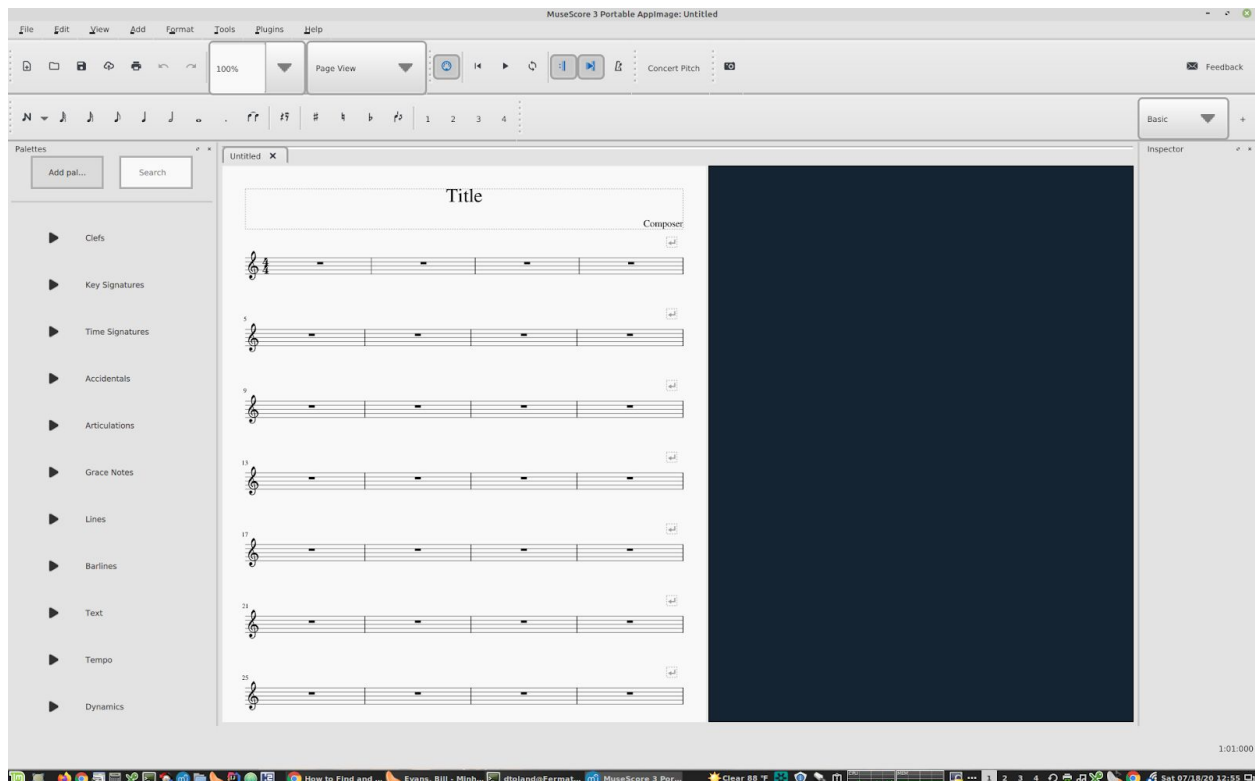 MuseScore 3 Portable AppImage: Untitled
File Edit View Add Format Tools Plugins Help
100% Page View Concert Pitch Feedback
1 2 3 4 Basic +
Palettes Untitled Inspector
Add pal... Search
Title
Composer
Clefs
Key Signatures
5
Time Signatures
Accidentals
9
Articulations
13
Grace Notes
Lines
17
Barlines
21
Text
Tempo
25
Dynamics
1:01:000
How to Find and ... Evans, Bill - Minh... dtoland@Fermat... MuseScore 3 Por... Clear 88 °F 1 2 3 4 Sat 07/18/20 12:55